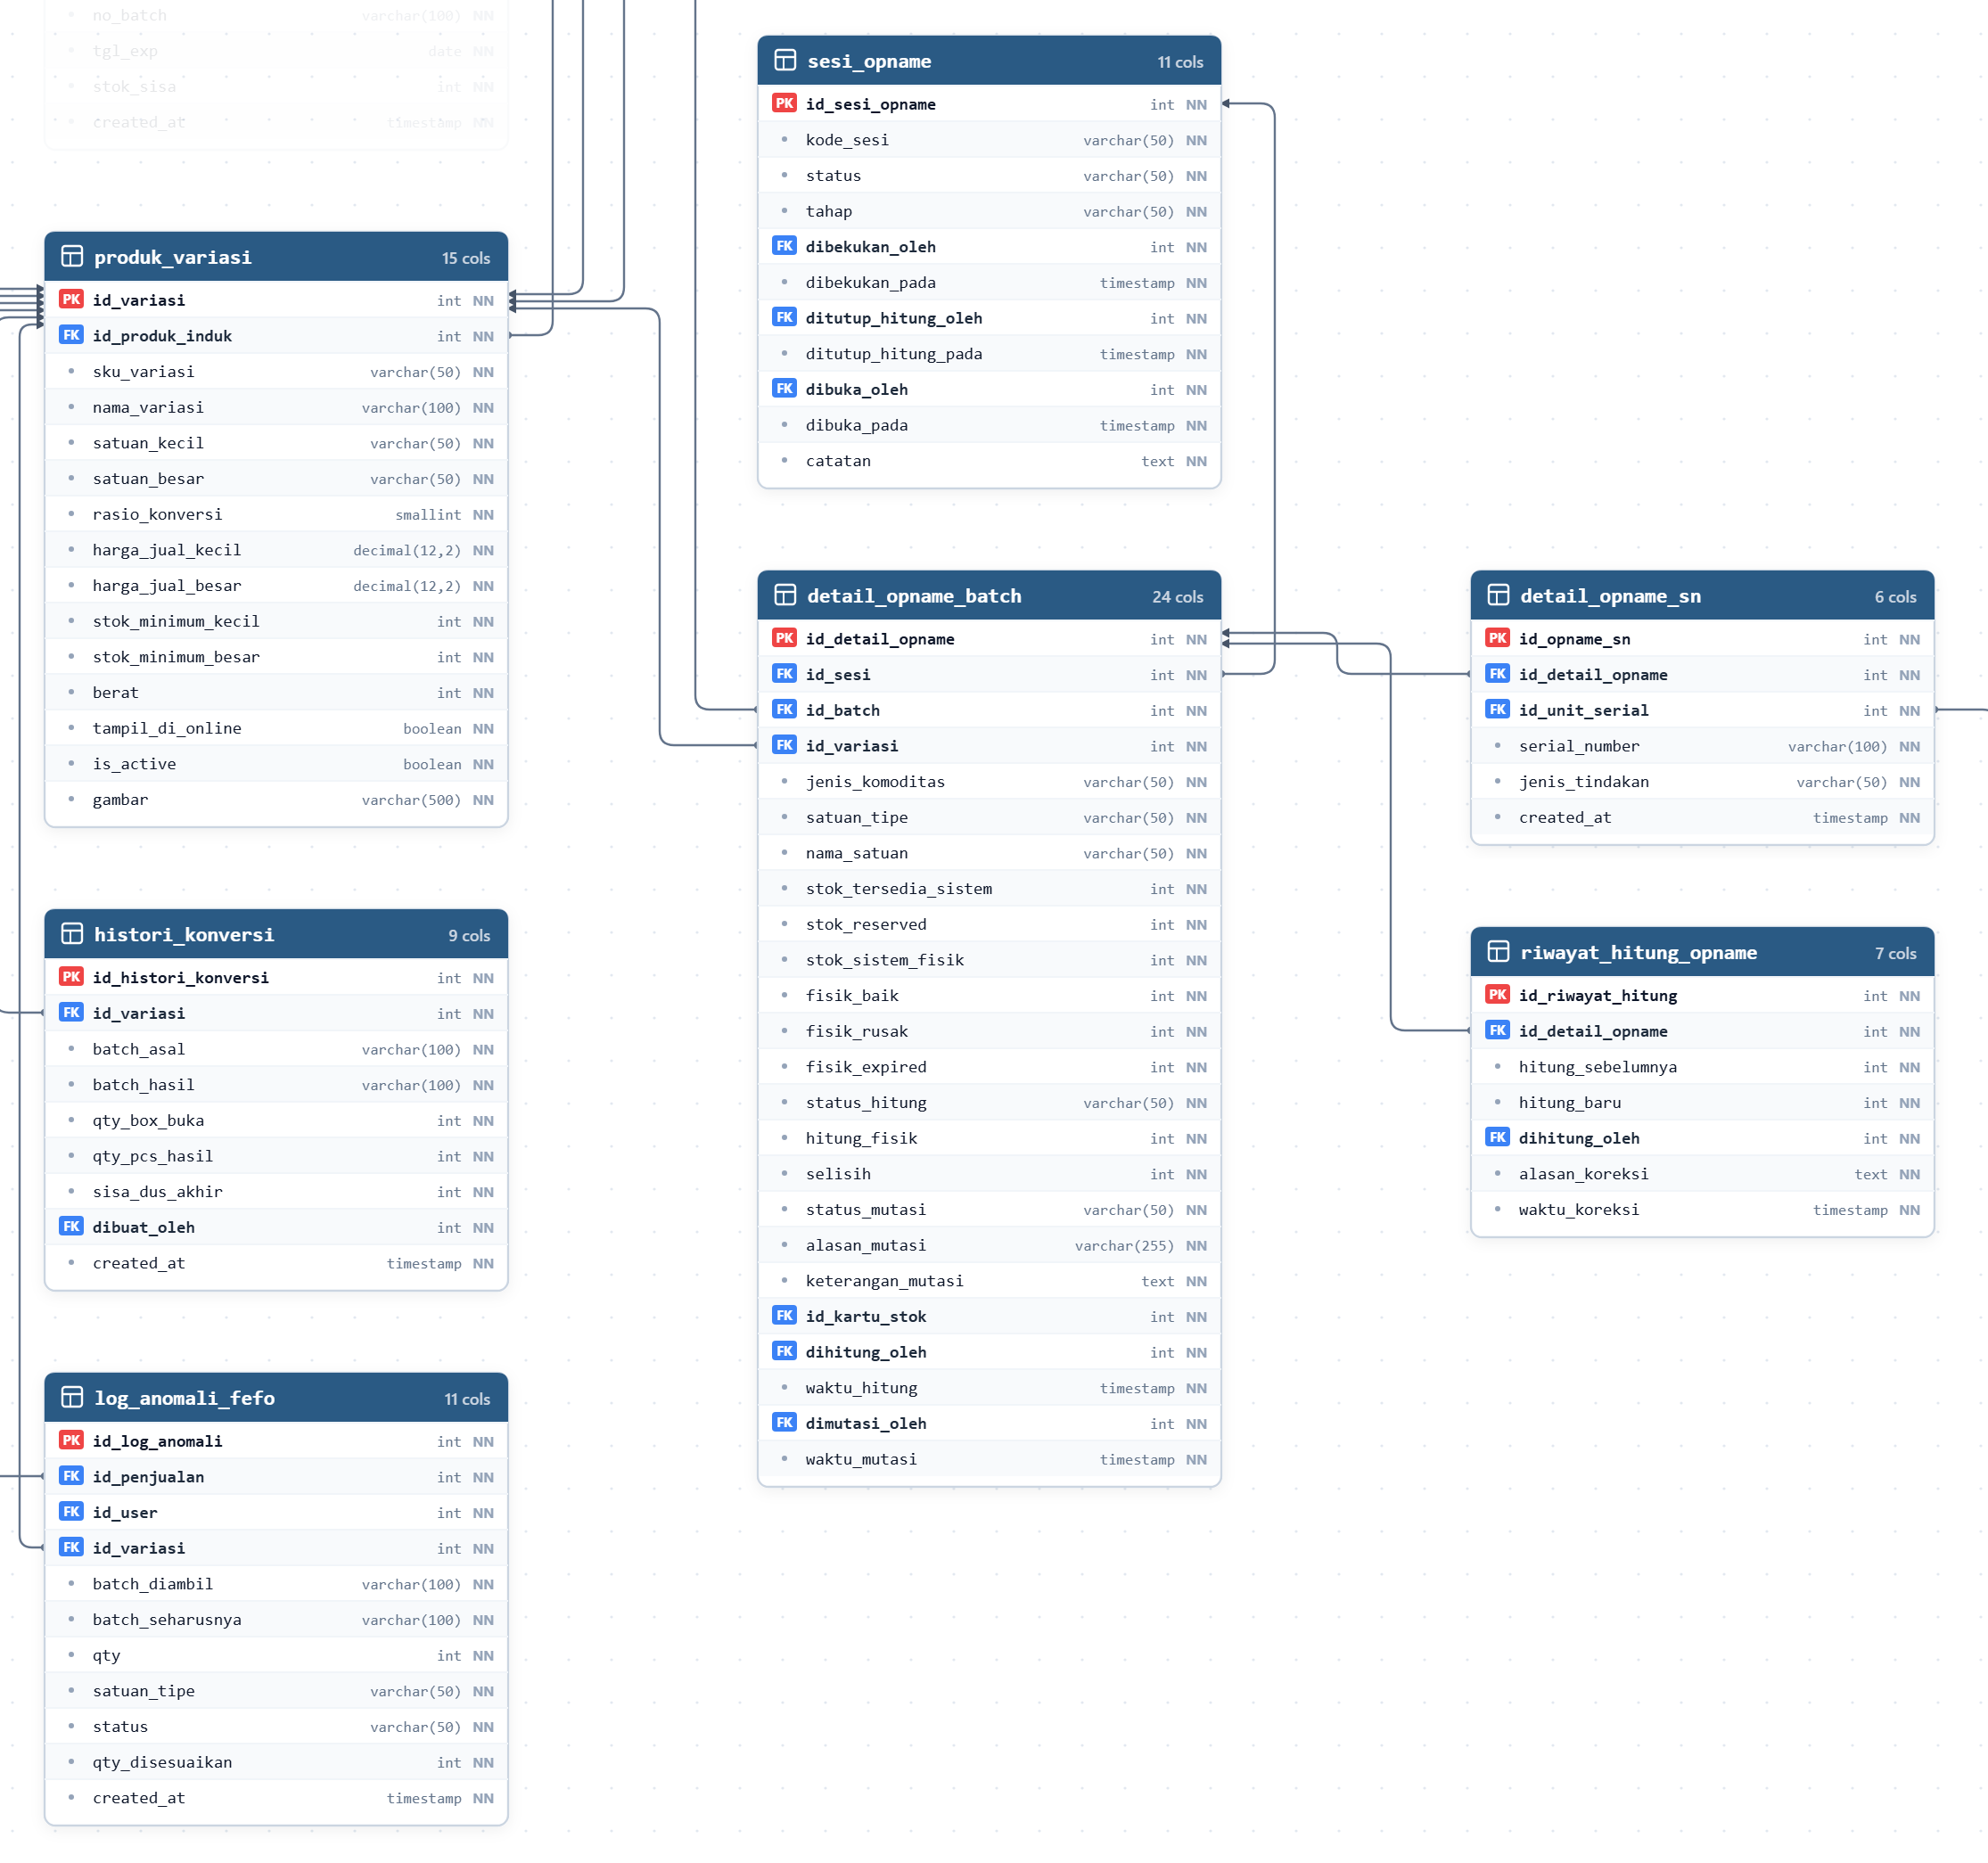 no_batch varchar(100) NN
tgl_exp date NN
stok_sisa int NN
created_at timestamp NN
produk_variasi 15 cols
PK id_variasi int NN
FK id_produk_induk int NN
sku_variasi varchar(50) NN
nama_variasi varchar(100) NN
satuan_kecil varchar(50) NN
satuan_besar varchar(50) NN
rasio_konversi smallint NN
harga_jual_kecil decimal(12,2) NN
harga_jual_besar decimal(12,2) NN
stok_minimum_kecil int NN
stok_minimum_besar int NN
berat int NN
tampil_di_online boolean NN
is_active boolean NN
gambar varchar(500) NN
histori_konversi 9 cols
PK id_histori_konversi int NN
FK id_variasi int NN
batch_asal varchar(100) NN
batch_hasil varchar(100) NN
qty_box_buka int NN
qty_pcs_hasil int NN
sisa_dus_akhir int NN
FK dibuat_oleh int NN
created_at timestamp NN
log_anomali_fefo 11 cols
PK id_log_anomali int NN
FK id_penjualan int NN
FK id_user int NN
FK id_variasi int NN
batch_diambil varchar(100) NN
batch_seharusnya varchar(100) NN
qty int NN
satuan_tipe varchar(50) NN
status varchar(50) NN
qty_disesuaikan int NN
created_at timestamp NN
sesi_opname 11 cols
PK id_sesi_opname int NN
kode_sesi varchar(50) NN
status varchar(50) NN
tahap varchar(50) NN
FK dibekukan_oleh int NN
dibekukan_pada timestamp NN
FK ditutup_hitung_oleh int NN
ditutup_hitung_pada timestamp NN
FK dibuka_oleh int NN
dibuka_pada timestamp NN
catatan text NN
detail_opname_batch 24 cols
PK id_detail_opname int NN
FK id_sesi int NN
FK id_batch int NN
FK id_variasi int NN
jenis_komoditas varchar(50) NN
satuan_tipe varchar(50) NN
nama_satuan varchar(50) NN
stok_tersedia_sistem int NN
stok_reserved int NN
stok_sistem_fisik int NN
fisik_baik int NN
fisik_rusak int NN
fisik_expired int NN
status_hitung varchar(50) NN
hitung_fisik int NN
selisih int NN
status_mutasi varchar(50) NN
alasan_mutasi varchar(255) NN
keterangan_mutasi text NN
FK id_kartu_stok int NN
FK dihitung_oleh int NN
waktu_hitung timestamp NN
FK dimutasi_oleh int NN
waktu_mutasi timestamp NN
detail_opname_sn 6 cols
PK id_opname_sn int NN
FK id_detail_opname int NN
FK id_unit_serial int NN
serial_number varchar(100) NN
jenis_tindakan varchar(50) NN
created_at timestamp NN
riwayat_hitung_opname 7 cols
PK id_riwayat_hitung int NN
FK id_detail_opname int NN
hitung_sebelumnya int NN
hitung_baru int NN
FK dihitung_oleh int NN
alasan_koreksi text NN
waktu_koreksi timestamp NN